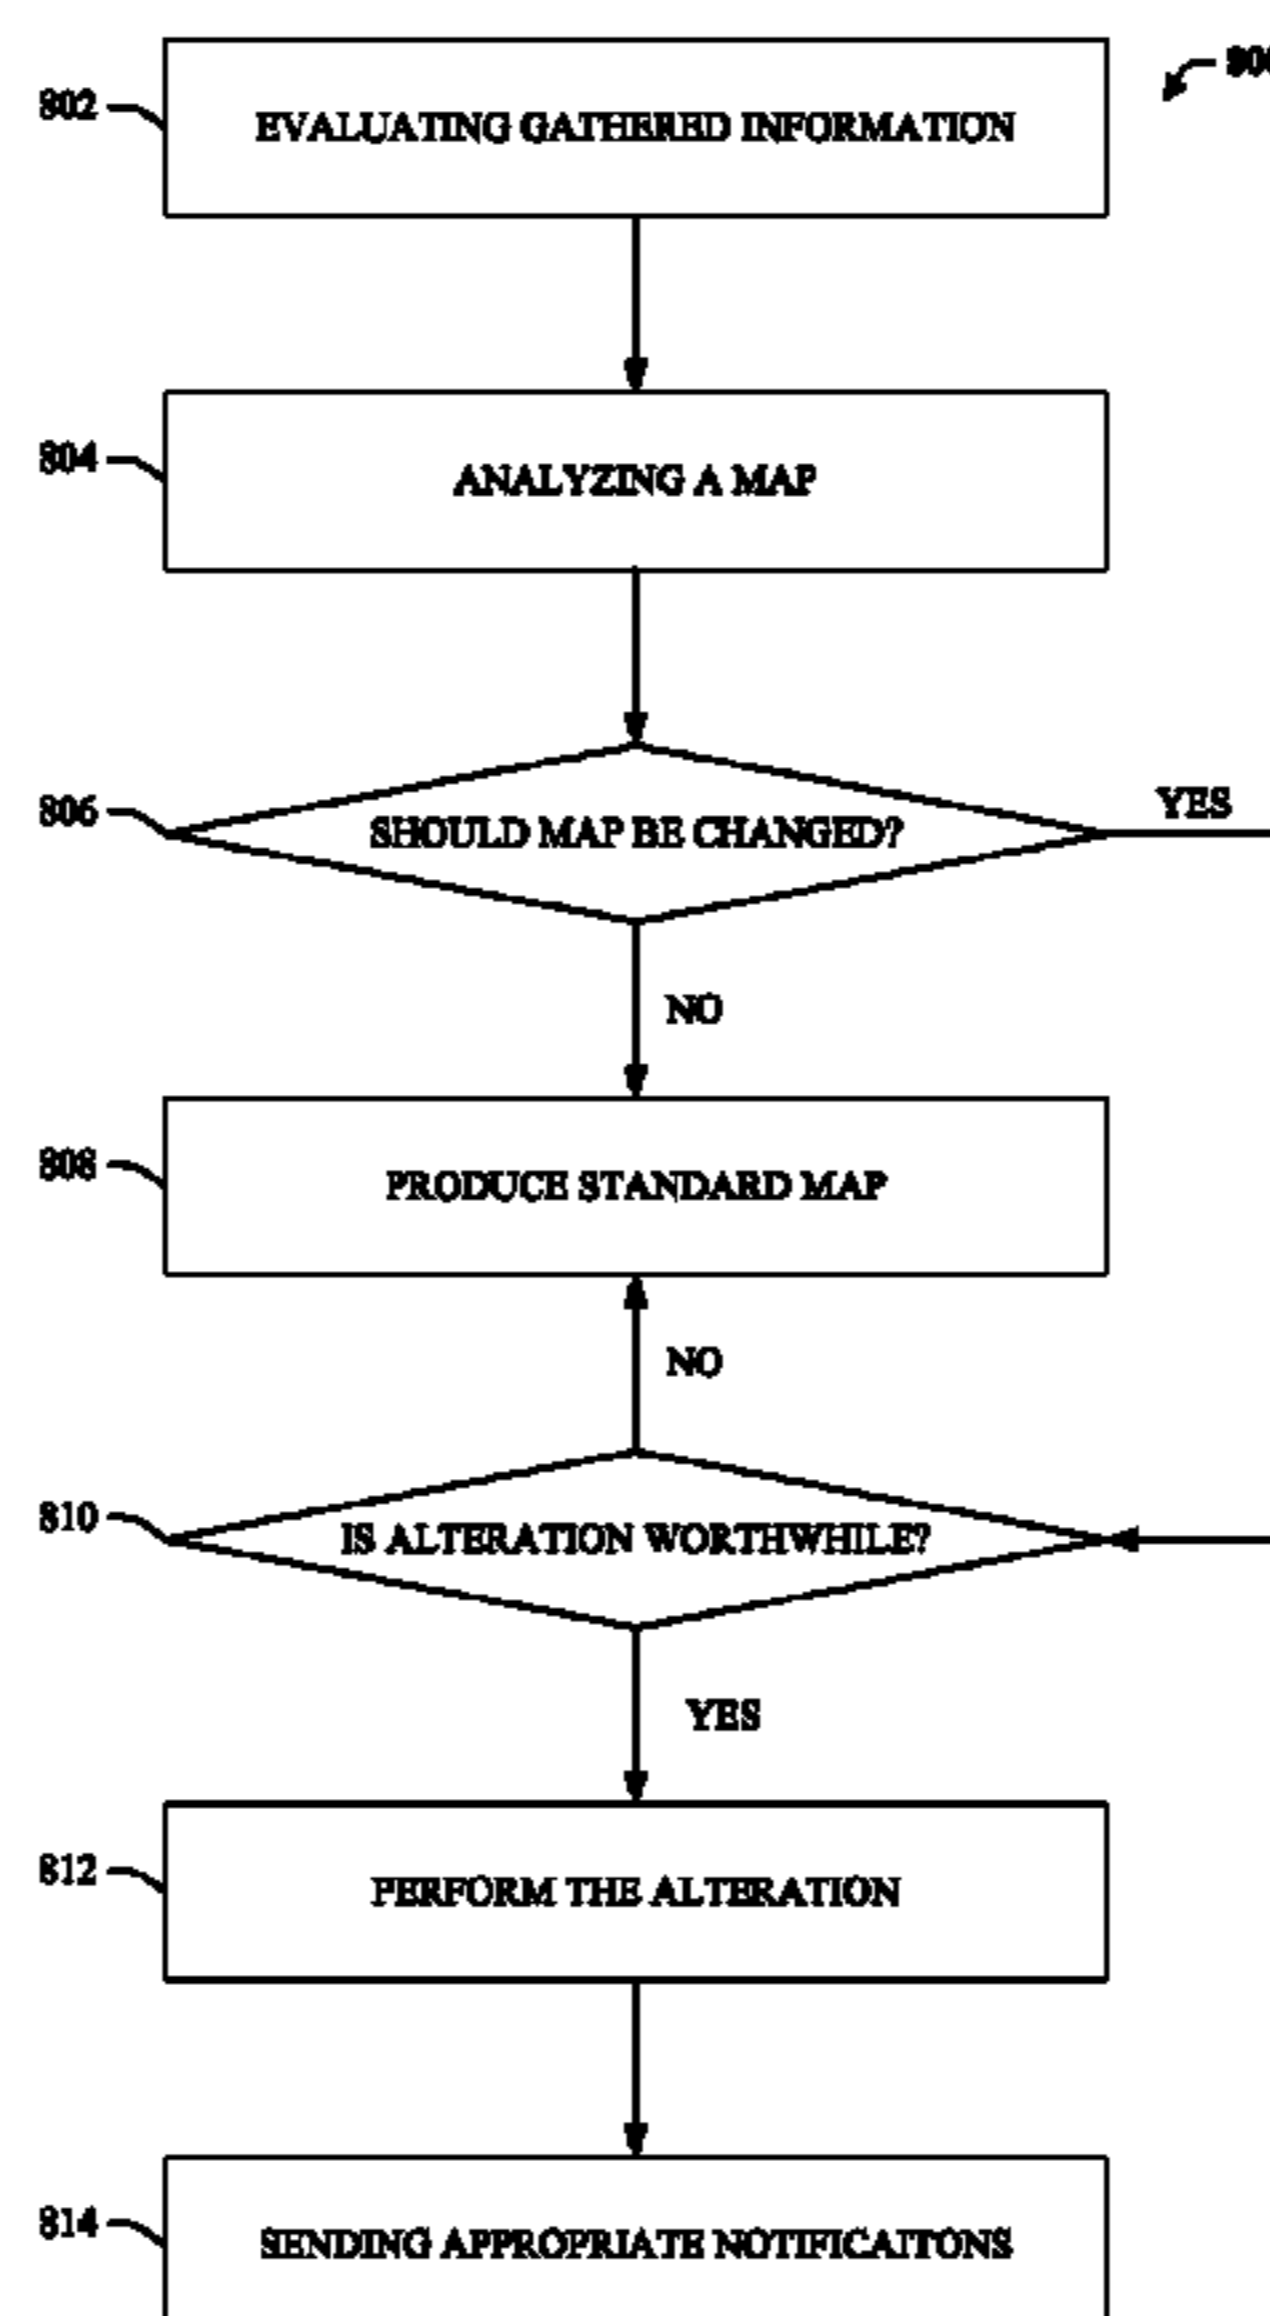 802
EVALUATING GATHERED INFORMATION
804
ANALYZING A MAP
806
SHOULD MAP BE CHANGED?
YES
NO
808
PRODUCE STANDARD MAP
NO
810
IS ALTERATION WORTHWHILE?
YES
812
PERFORM THE ALTERATION
814
SENDING APPROPRIATE NOTIFICAITONS